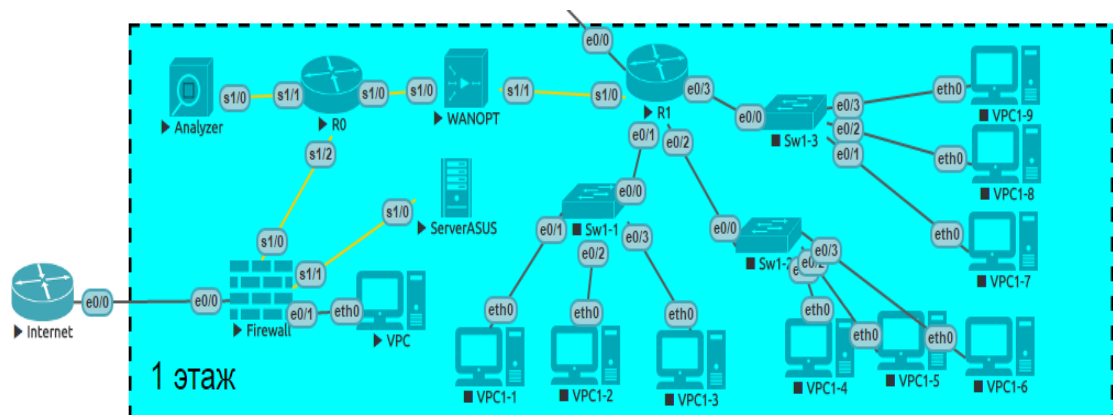 e0/0
s1/0
s1/1
Analyzer
R0
s1/0
s1/0
WANOPT
s1/1
s1/0
R1
e0/3
e0/0
Sw1-3
e0/3
e0/2
e0/1
eth0
VPC1-9
eth0
VPC1-8
eth0
VPC1-7
s1/2
s1/0
ServerASUS
s1/0
s1/1
e0/1
e0/2
e0/0
Sw1-1
e0/1
e0/2
e0/3
e0/0
Sw1-2
e0/3
e0/2
Internet
e0/0
e0/0
Firewall
e0/1
eth0
VPC
eth0
VPC1-1
eth0
VPC1-2
eth0
VPC1-3
eth0
VPC1-4
eth0
VPC1-5
eth0
VPC1-6
1 этаж